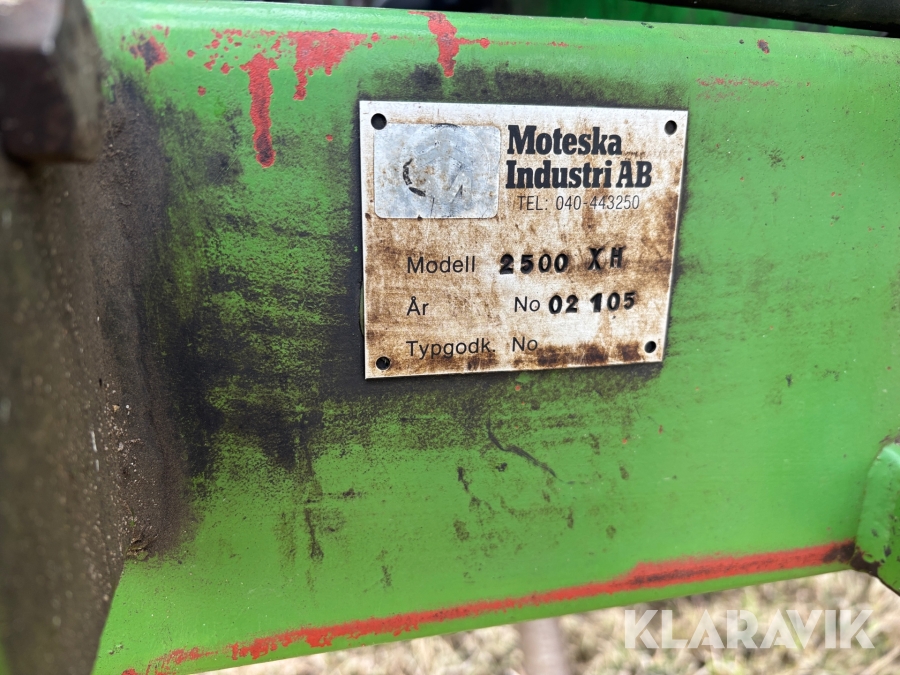 Moteska
Industri AB
TEL: 040-443250
Modell 2500 XH
År No 02 105
Typgodk. No
KLARAVIK